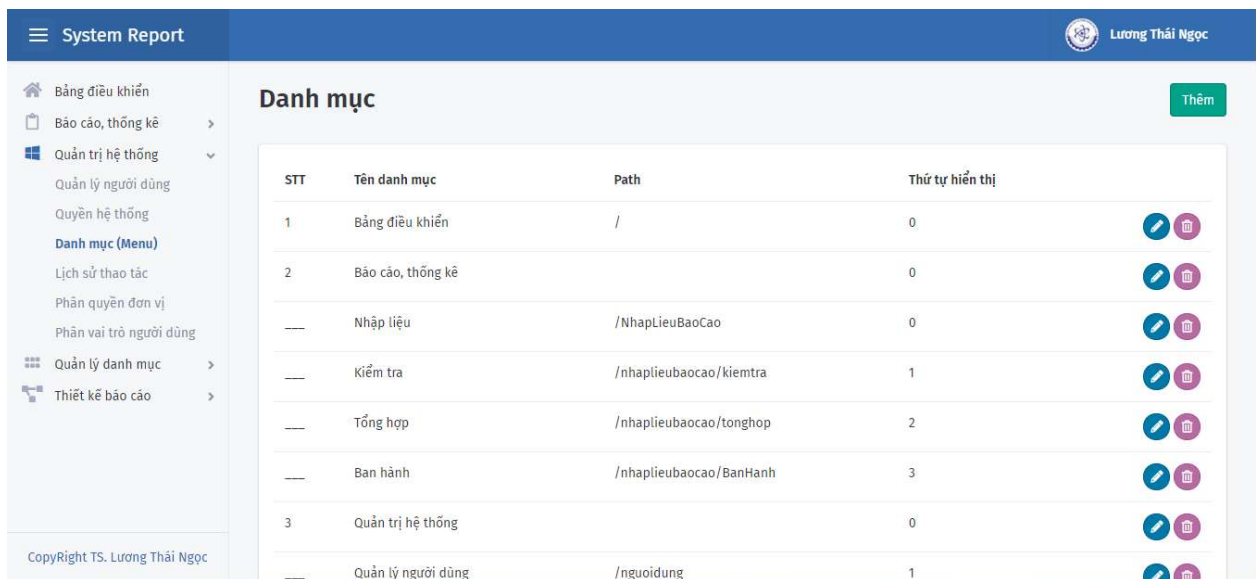 System Report
Lương Thái Ngọc
Bảng điều khiển
Báo cáo, thống kê
Quản trị hệ thống
Quản lý người dùng
Quyền hệ thống
Danh mục (Menu)
Lịch sử thao tác
Phân quyền đơn vị
Phân vai trò người dùng
Quản lý danh mục
Thiết kế báo cáo
CopyRight TS. Lương Thái Ngọc
Danh mục
Thêm
STT Tên danh mục Path Thứ tự hiển thị
1 Bảng điều khiển / 0
2 Báo cáo, thống kê 0
___ Nhập liệu /NhapLieuBaoCao 0
___ Kiểm tra /nhaplieubaocao/kiemtra 1
___ Tổng hợp /nhaplieubaocao/tonghop 2
___ Ban hành /nhaplieubaocao/BanHanh 3
3 Quản trị hệ thống 0
___ Quản lý người dùng /nguoidung 1